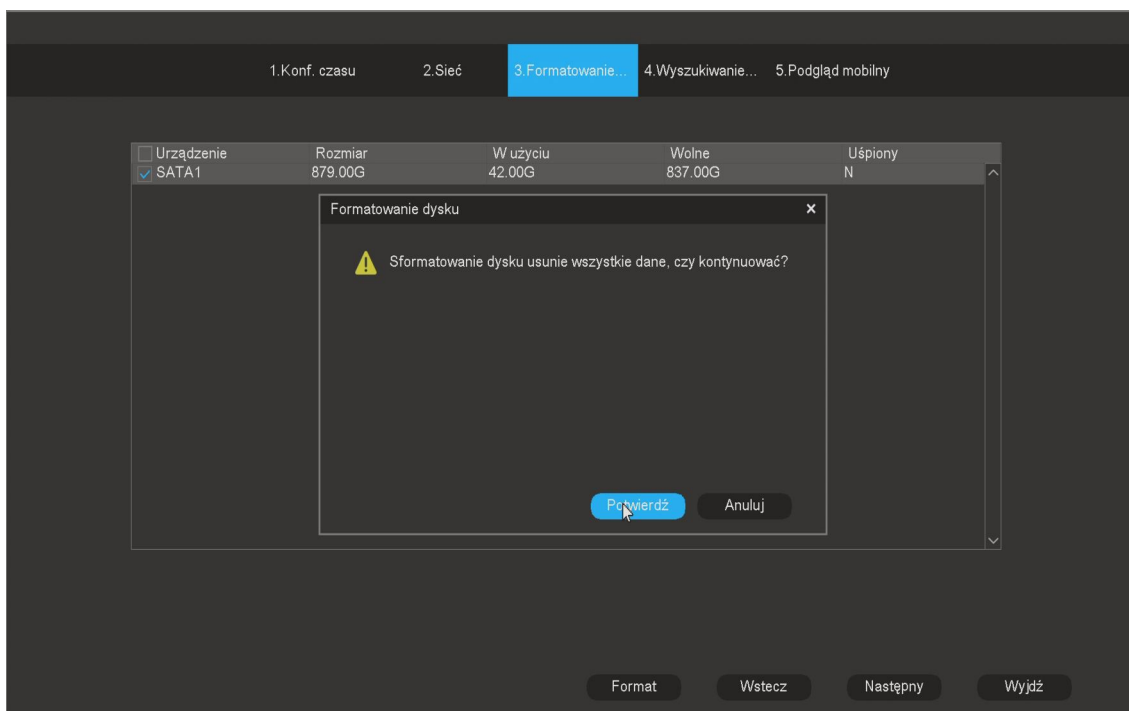 1.Konf. czasu 2.Sieć 3.Formatowanie... 4.Wyszukiwanie... 5.Podgląd mobilny
Urządzenie Rozmiar W użyciu Wolne Uśpiony
SATA1 879.00G 42.00G 837.00G N
Formatowanie dysku
Sformatowanie dysku usunie wszystkie dane, czy kontynuować?
Potwierdź Anuluj
Format Wstecz Następny Wyjdź